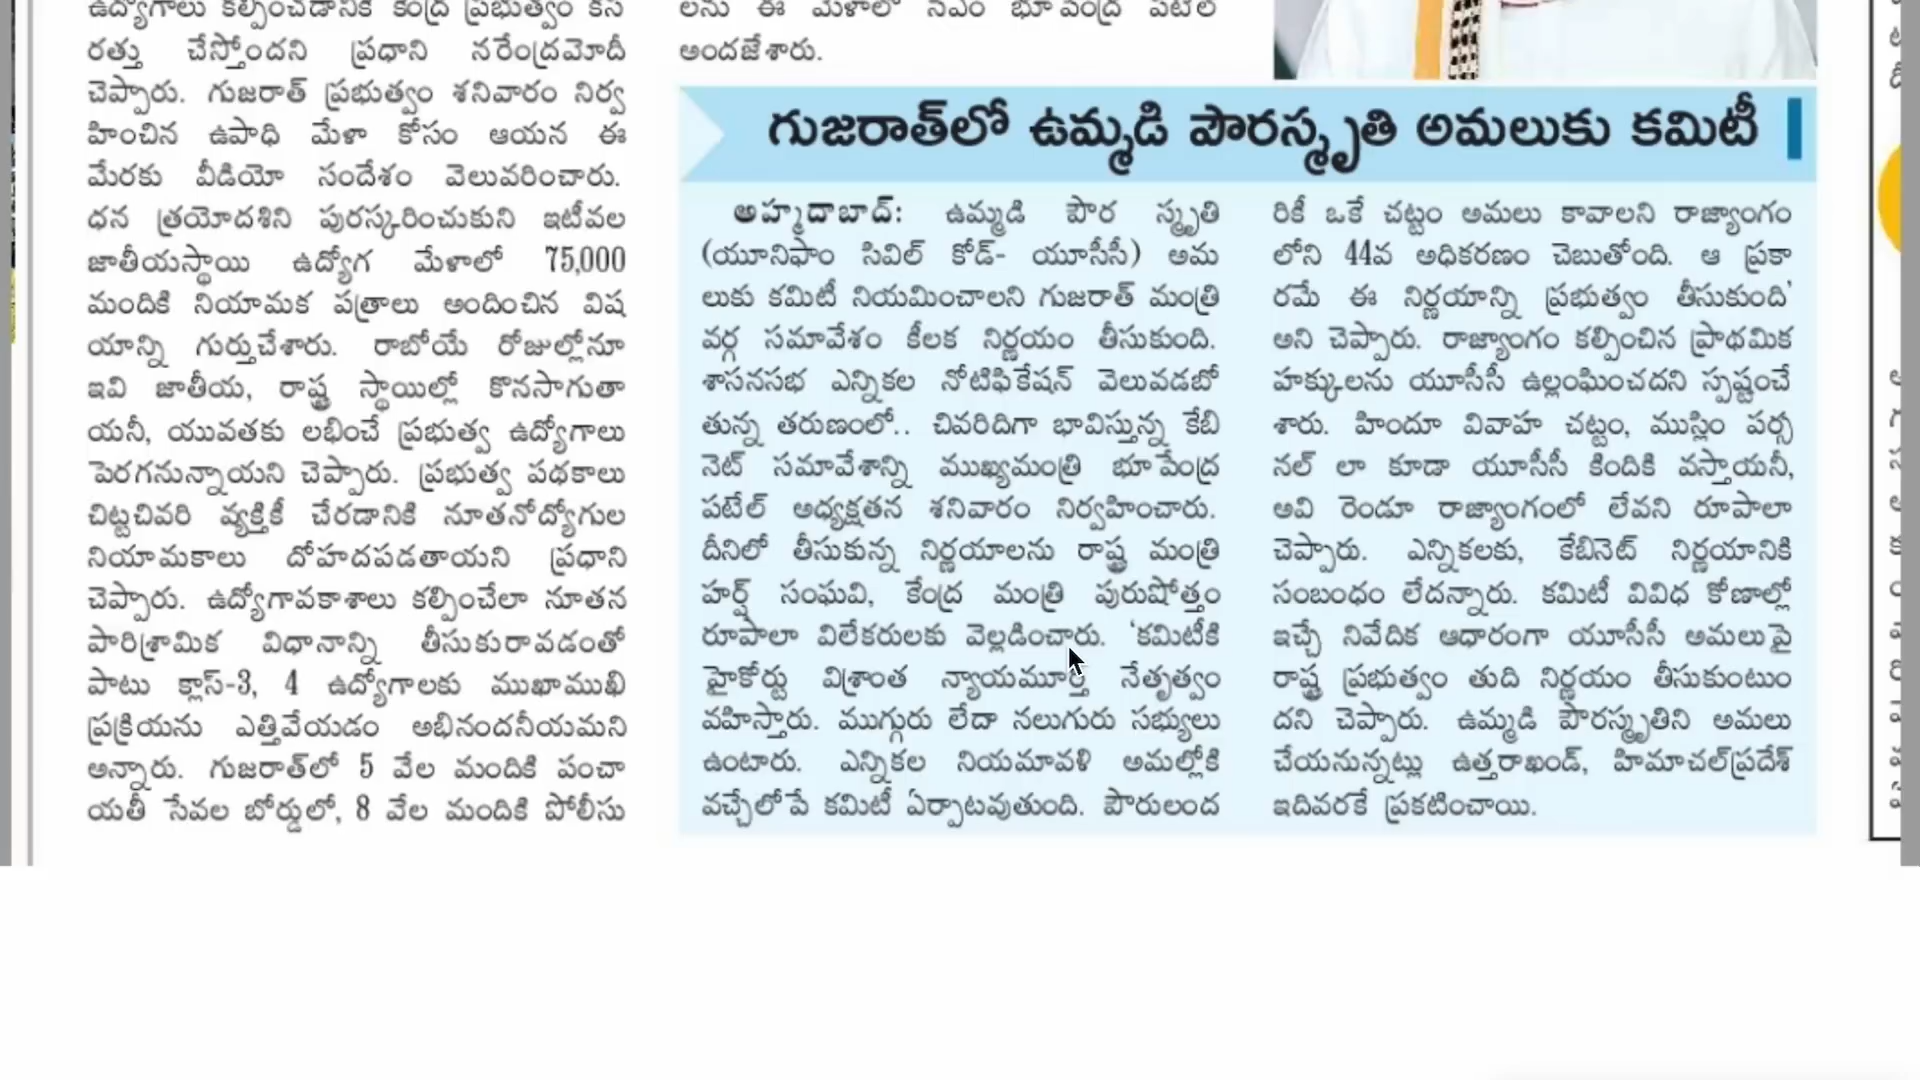 ఉద్యోగాలు కల్పించడానికి కేంద్ర ప్రభుత్వం కస
రత్తు చేస్తోందని ప్రధాని నరేంద్రమోదీ
చెప్పారు. గుజరాత్ ప్రభుత్వం శనివారం నిర్వ
హించిన ఉపాధి మేళా కోసం ఆయన ఈ
మేరకు వీడియో సందేశం వెలువరించారు.
ధన త్రయోదశిని పురస్కరించుకుని ఇటీవల
జాతీయస్థాయి ఉద్యోగ మేళాలో 75,000
మందికి నియామక పత్రాలు అందించిన విష
యాన్ని గుర్తుచేశారు. రాబోయే రోజుల్లోనూ
ఇవి జాతీయ, రాష్ట్ర స్థాయిల్లో కొనసాగుతా
యనీ, యువతకు లభించే ప్రభుత్వ ఉద్యోగాలు
పెరగనున్నాయని చెప్పారు. ప్రభుత్వ పథకాలు
చిట్టచివరి వ్యక్తికీ చేరడానికి నూతనోద్యోగుల
నియామకాలు దోహదపడతాయని ప్రధాని
చెప్పారు. ఉద్యోగావకాశాలు కల్పించేలా నూతన
పారిశ్రామిక విధానాన్ని తీసుకురావడంతో
పాటు క్లాస్-3, 4 ఉద్యోగాలకు ముఖాముఖి
ప్రక్రియను ఎత్తివేయడం అభినందనీయమని
అన్నారు. గుజరాత్‌లో 5 వేల మందికి పంచా
యతీ సేవల బోర్డులో, 8 వేల మందికి పోలీసు
లను ఈ మేళాలో సీఎం భూపేంద్ర పటేల్
అందజేశారు.
గుజరాత్‌లో ఉమ్మడి పౌరస్మృతి అమలుకు కమిటీ
అహ్మదాబాద్: ఉమ్మడి పౌర స్మృతి
(యూనిఫాం సివిల్ కోడ్- యూసీసీ) అమ
లుకు కమిటీ నియమించాలని గుజరాత్ మంత్రి
వర్గ సమావేశం కీలక నిర్ణయం తీసుకుంది.
శాసనసభ ఎన్నికల నోటిఫికేషన్ వెలువడబో
తున్న తరుణంలో.. చివరిదిగా భావిస్తున్న కేబి
నెట్ సమావేశాన్ని ముఖ్యమంత్రి భూపేంద్ర
పటేల్ అధ్యక్షతన శనివారం నిర్వహించారు.
దీనిలో తీసుకున్న నిర్ణయాలను రాష్ట్ర మంత్రి
హర్ష్ సంఘవి, కేంద్ర మంత్రి పురుషోత్తం
రూపాలా విలేకరులకు వెల్లడించారు. ‘కమిటీకి
హైకోర్టు విశ్రాంత న్యాయమూర్తి నేతృత్వం
వహిస్తారు. ముగ్గురు లేదా నలుగురు సభ్యులు
ఉంటారు. ఎన్నికల నియమావళి అమల్లోకి
వచ్చేలోపే కమిటీ ఏర్పాటవుతుంది. పౌరులంద
రికీ ఒకే చట్టం అమలు కావాలని రాజ్యాంగం
లోని 44వ అధికరణం చెబుతోంది. ఆ ప్రకా
రమే ఈ నిర్ణయాన్ని ప్రభుత్వం తీసుకుంది’
అని చెప్పారు. రాజ్యాంగం కల్పించిన ప్రాథమిక
హక్కులను యూసీసీ ఉల్లంఘించదని స్పష్టంచే
శారు. హిందూ వివాహ చట్టం, ముస్లిం పర్స
నల్ లా కూడా యూసీసీ కిందికి వస్తాయనీ,
అవి రెండూ రాజ్యాంగంలో లేవని రూపాలా
చెప్పారు. ఎన్నికలకు, కేబినెట్ నిర్ణయానికి
సంబంధం లేదన్నారు. కమిటీ వివిధ కోణాల్లో
ఇచ్చే నివేదిక ఆధారంగా యూసీసీ అమలుపై
రాష్ట్ర ప్రభుత్వం తుది నిర్ణయం తీసుకుంటుం
దని చెప్పారు. ఉమ్మడి పౌరస్మృతిని అమలు
చేయనున్నట్లు ఉత్తరాఖండ్, హిమాచల్‌ప్రదేశ్
ఇదివరకే ప్రకటించాయి.